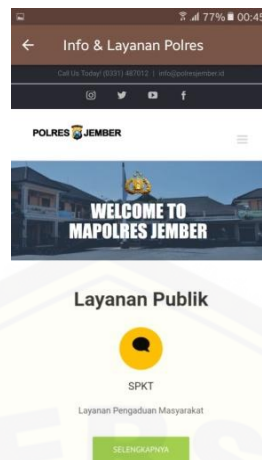 77% 00:45
Info & Layanan Polres
Call Us Today! (0331) 487012 | info@polresjember.id
POLRES JEMBER
WELCOME TO
MAPOLRES JEMBER
Layanan Publik
SPKT
Layanan Pengaduan Masyarakat
SELENGKAPNYA